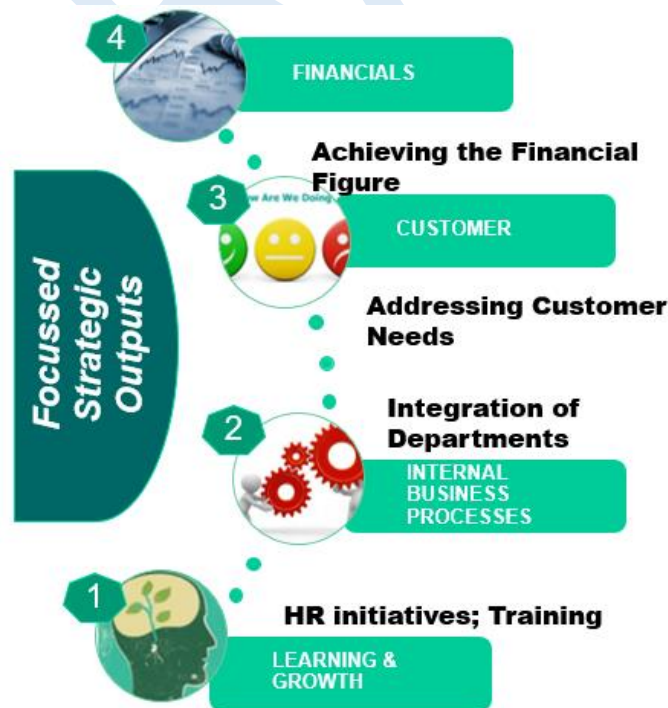 4
FINANCIALS
Achieving the Financial
Figure
3
w Are We Doing
CUSTOMER
Focussed
Strategic
Outputs
Addressing Customer
Needs
2
Integration of
Departments
INTERNAL
BUSINESS
PROCESSES
1
HR initiatives; Training
LEARNING &
GROWTH